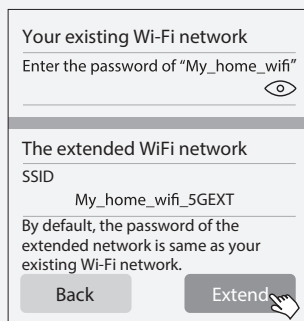 Your existing Wi-Fi network
Enter the password of “My_home_wifi”
The extended WiFi network
SSID
My_home_wifi_5GEXT
By default, the password of the
extended network is same as your
existing Wi-Fi network.
Back
Extend